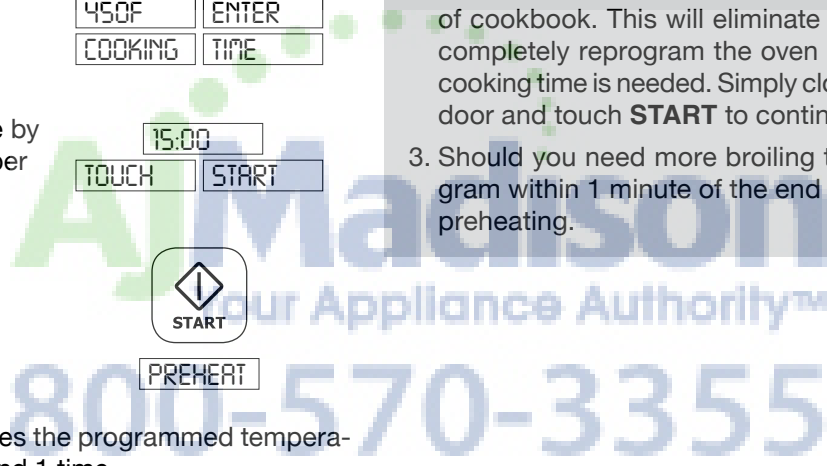 450F ENTER
COOKING TIME
e by
15:00
per
TOUCH START
START
PREHEAT
es the programmed tempera-
nd 1 time.
of cookbook. This will eliminate
completely reprogram the oven
cooking time is needed. Simply clo
door and touch START to contin
3. Should you need more broiling t
gram within 1 minute of the end
preheating.
AjMadison
Your Appliance Authority™
800-570-3355